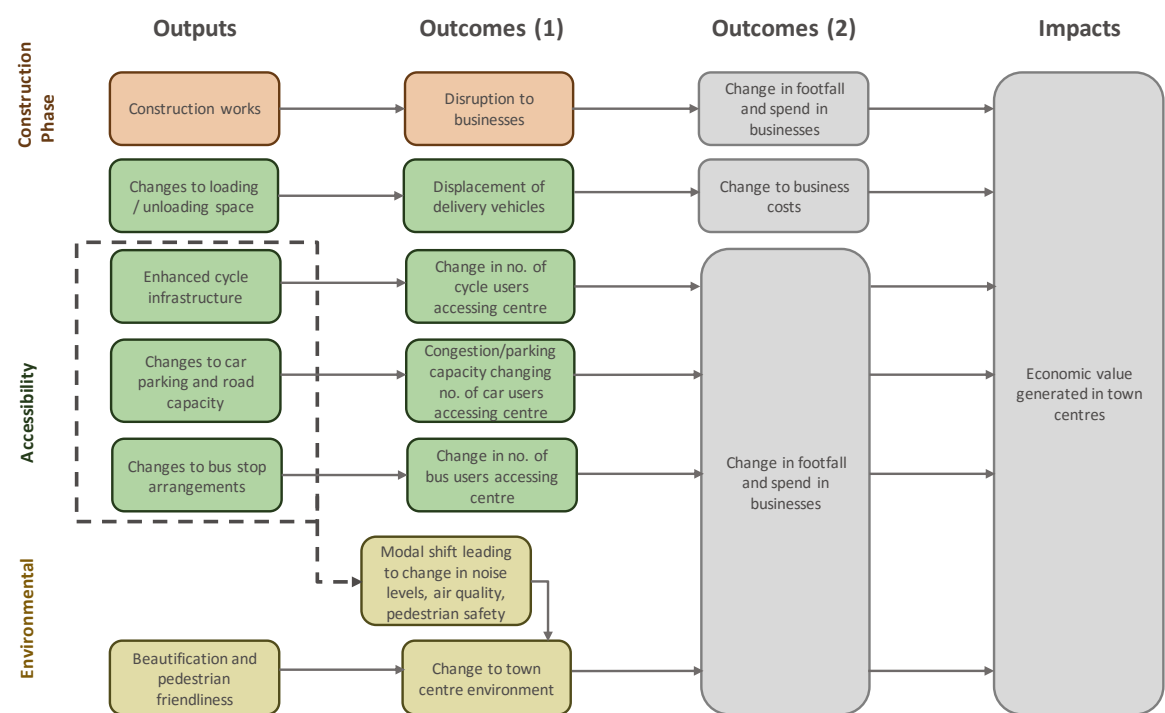 Outputs
Outcomes (1)
Outcomes (2)
Impacts
Construction
Phase
Construction works
Disruption to
businesses
Change in footfall
and spend in
businesses
Changes to loading
/ unloading space
Displacement of
delivery vehicles
Change to business
costs
Accessibility
Enhanced cycle
infrastructure
Change in no. of
cycle users
accessing centre
Changes to car
parking and road
capacity
Congestion/parking
capacity changing
no. of car users
accessing centre
Economic value
generated in town
centres
Changes to bus stop
arrangements
Change in no. of
bus users accessing
centre
Change in footfall
and spend in
businesses
Environmental
Modal shift leading
to change in noise
levels, air quality,
pedestrian safety
Beautification and
pedestrian
friendliness
Change to town
centre environment